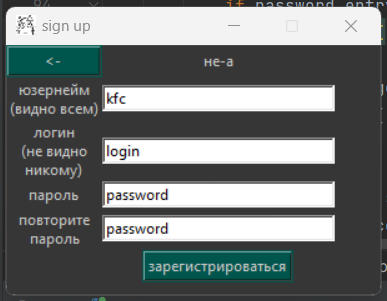 sign up
<-
не-а
юзернейм
(видно всем)
kfc
логин
(не видно
никому)
login
пароль
password
повторите
пароль
password
зарегистрироваться